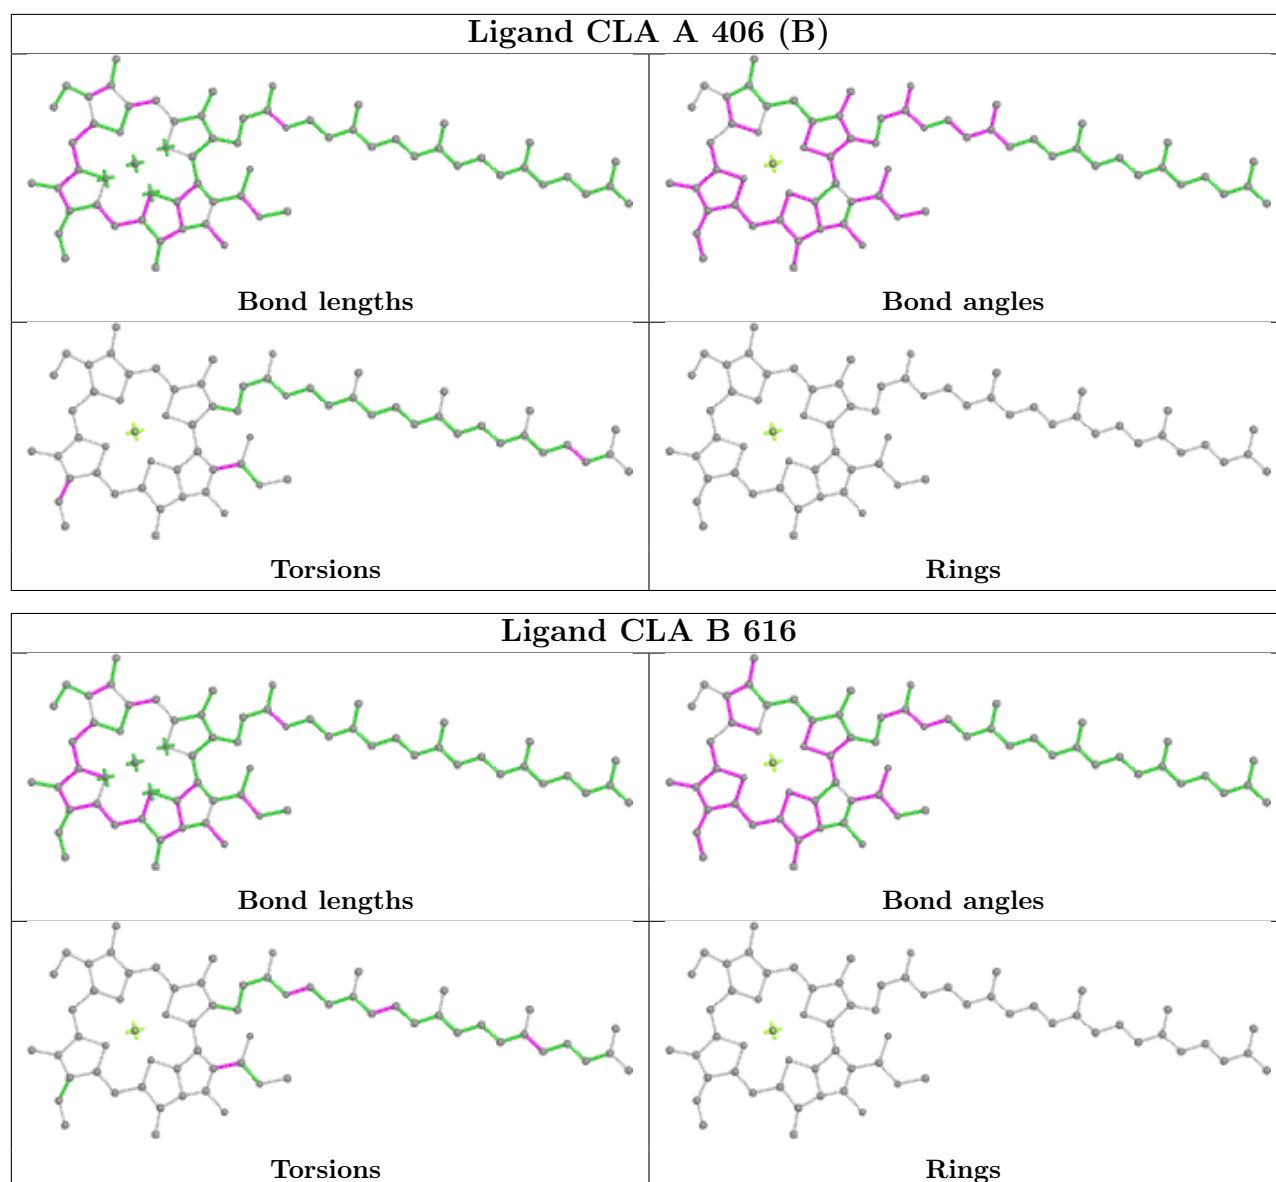 Ligand CLA A 406 (B)
Bond lengths
Bond angles
Torsions
Rings
Ligand CLA B 616
Bond lengths
Bond angles
Torsions
Rings